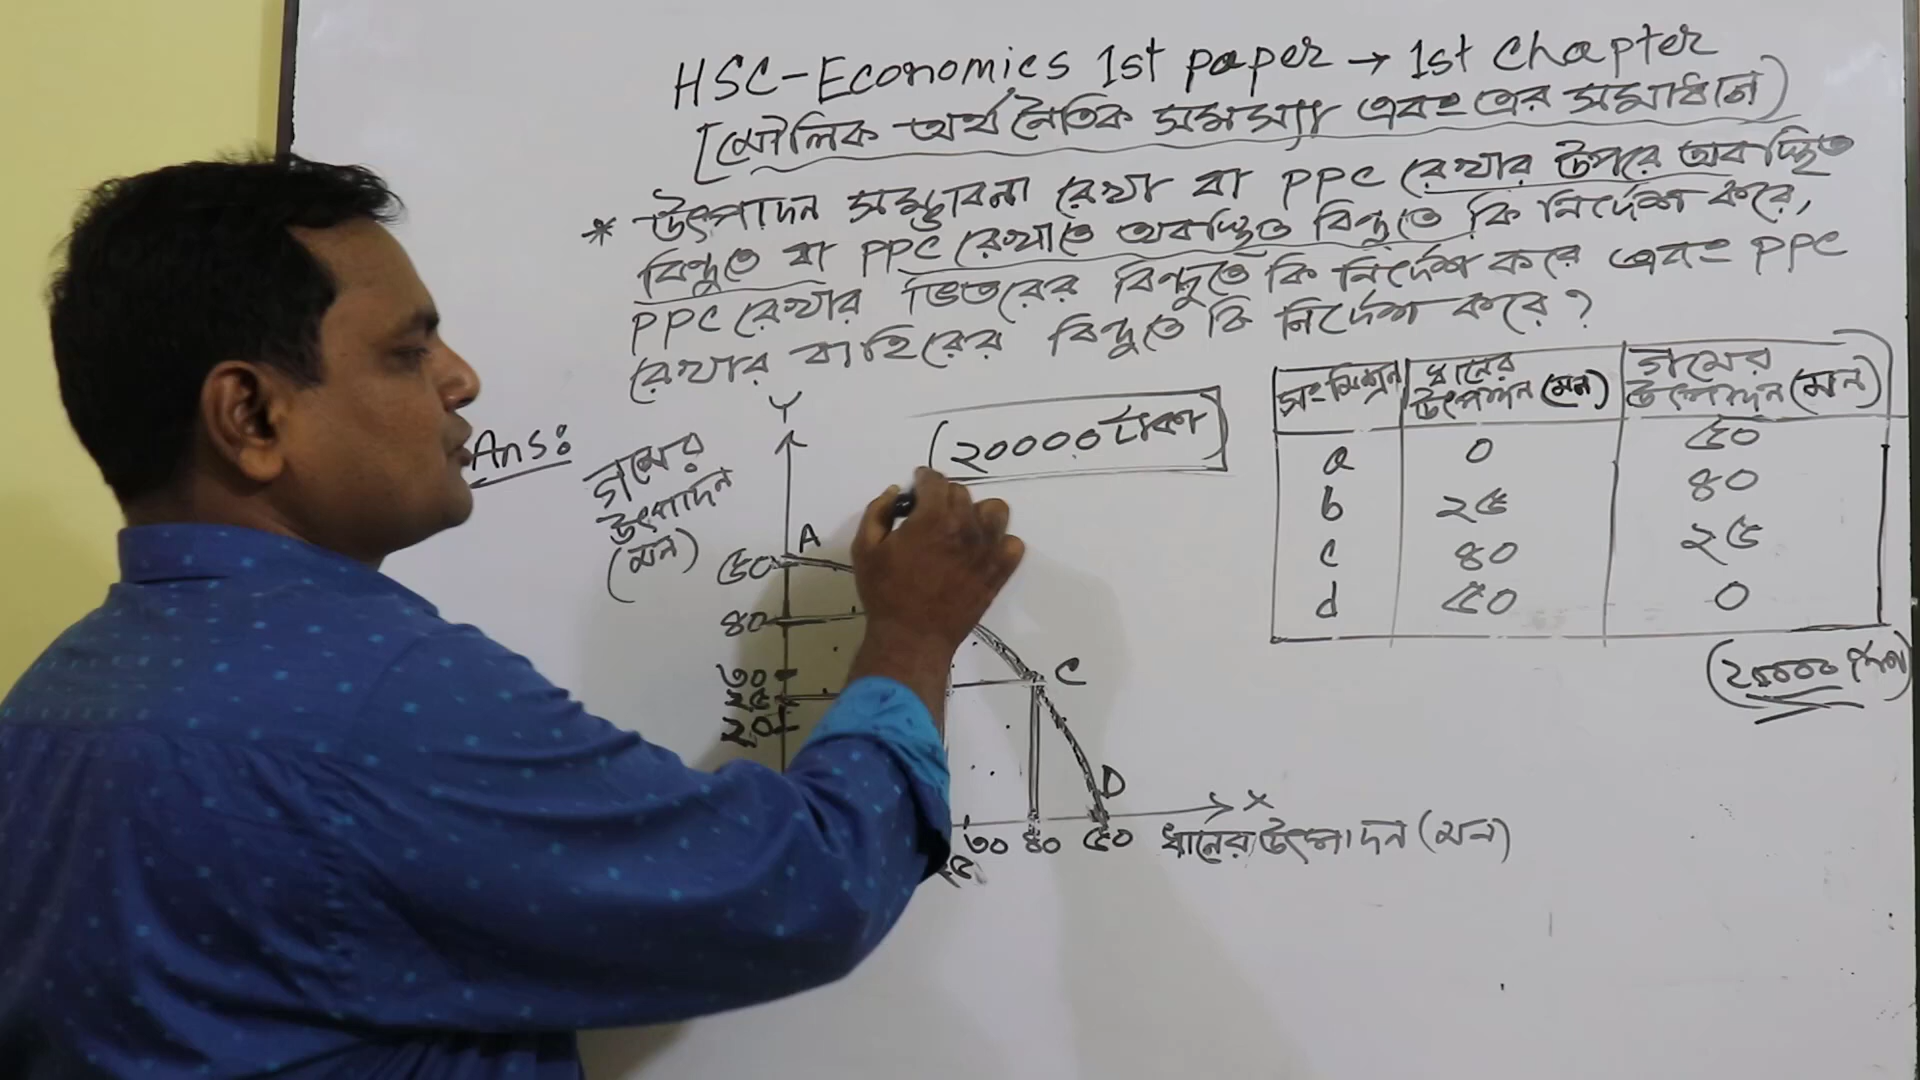 HSC-Economics 1st paper → 1st Chapter
[মৌলিক অর্থনৈতিক সমস্যা এবং এর সমাধান)
* উৎপাদন সম্ভাবনা রেখা বা PPC রেখার উপরে অবস্থিত
বিন্দুতে বা PPC রেখাতে অবস্থিত বিন্দুতে কি নির্দেশ করে,
PPC রেখার ভিতরের বিন্দুতে কি নির্দেশ করে এবং PPC
রেখার বাহিরের বিন্দুতে কি নির্দেশ করে?
Ans:
গমের
উৎপাদন
(মন)
Y
(২০০০০ টাকা)
A
৫০
৪০
৩০
২৫
২০
C
D
X
৩০ ৪০ ৫০
ধানের উৎপাদন (মন)
সংমিশ্রন ধানের উৎপাদন (মন) গমের উৎপাদন (মন)
a 0 ৫০
b ২৫ ৪০
c ৪০ ২৫
d ৫০ 0
(২০০০০